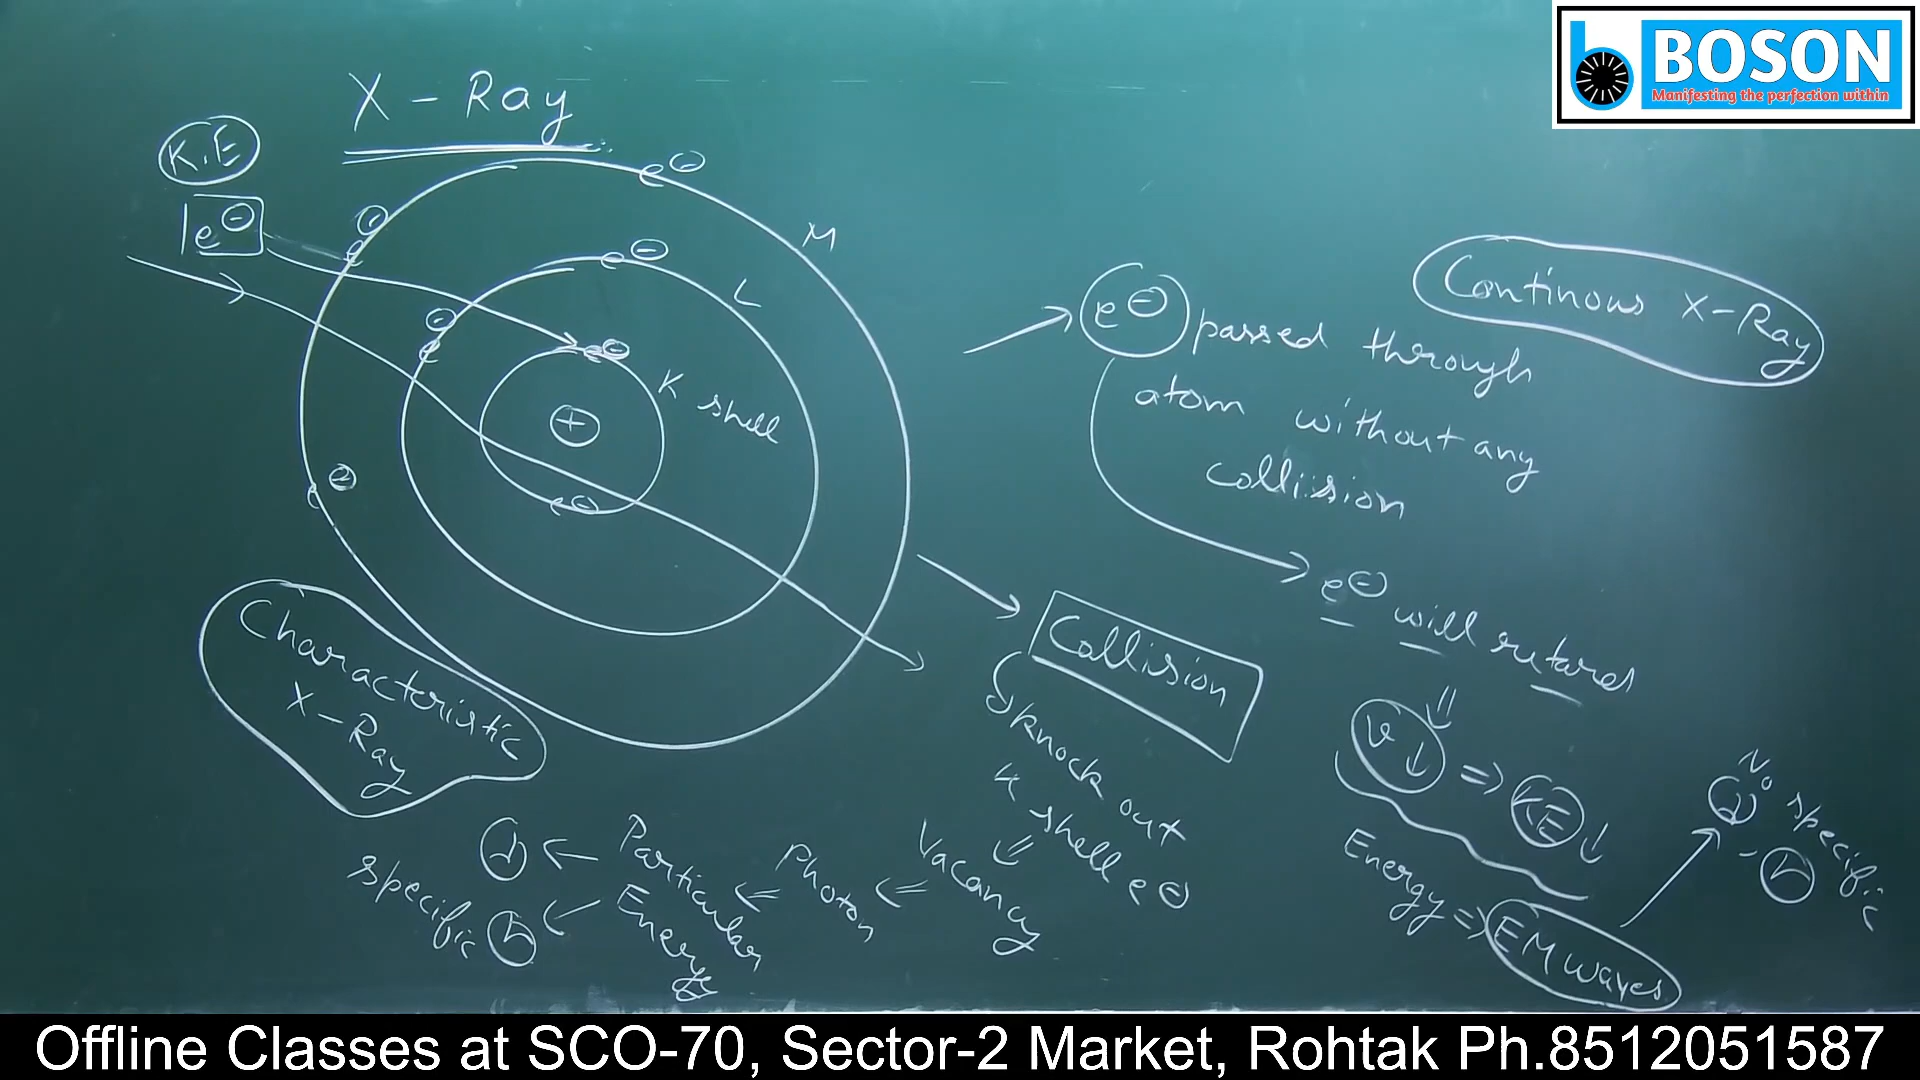 BOSON
Manifesting the perfection within
X - Ray
K.E
1e⊖
M
L
K shell
+
e⊖ passed through
atom without any
collision
Continous X-Ray
e⊖ will retard
v↓ => KE↓
Energy => EM waves
No specific
λ
ν
Collision
knock out
K shell e⊖
Vacancy
Photon
Particular
Energy
specific
λ
ν
Characteristic
X-Ray
Offline Classes at SCO-70, Sector-2 Market, Rohtak Ph.8512051587